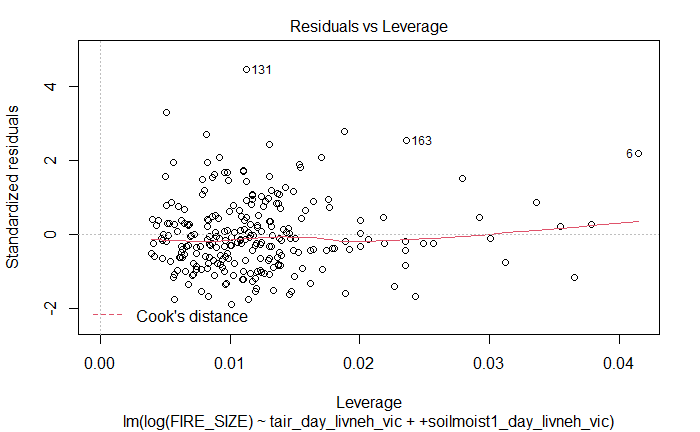 Residuals vs Leverage
Standardized residuals
4
2
0
-2
131
163
6
Cook's distance
0.00
0.01
0.02
0.03
0.04
Leverage
lm(log(FIRE_SIZE) ~ tair_day_livneh_vic + +soilmoist1_day_livneh_vic)